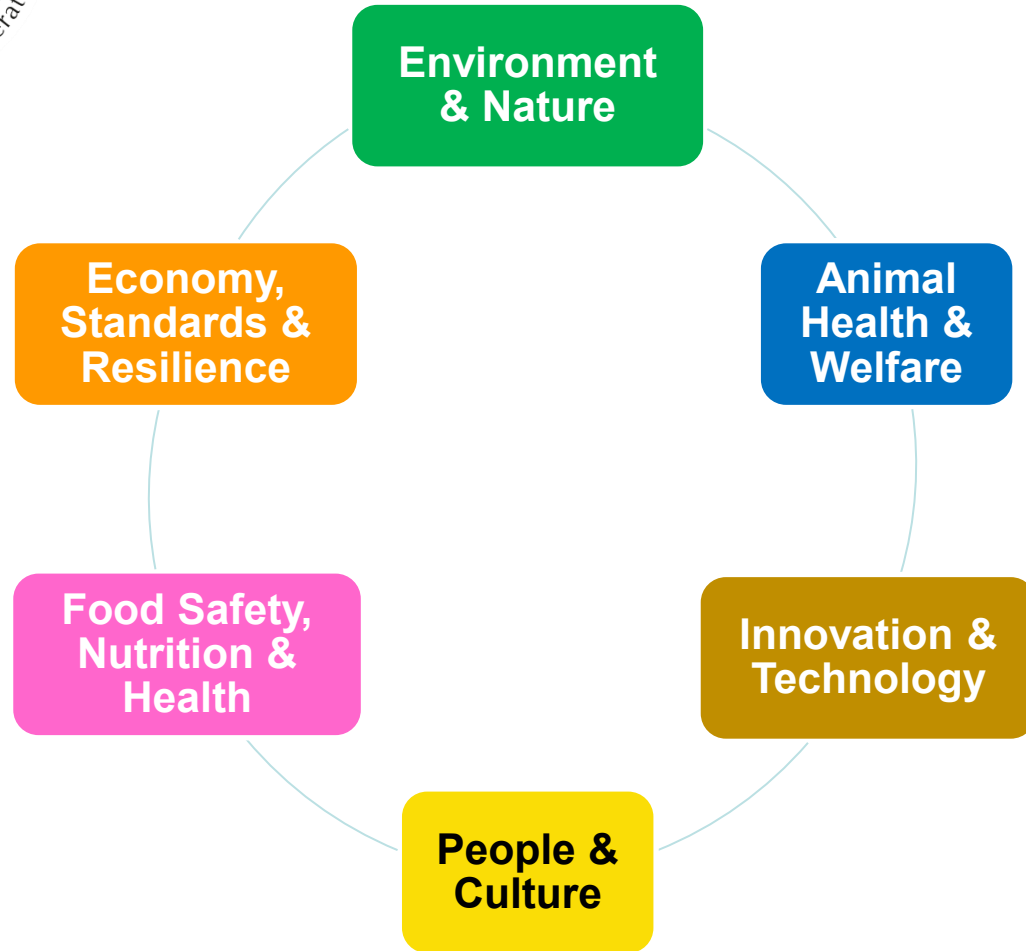 Environment
& Nature
Animal
Health &
Welfare
Innovation &
Technology
People &
Culture
Food Safety,
Nutrition &
Health
Economy,
Standards &
Resilience